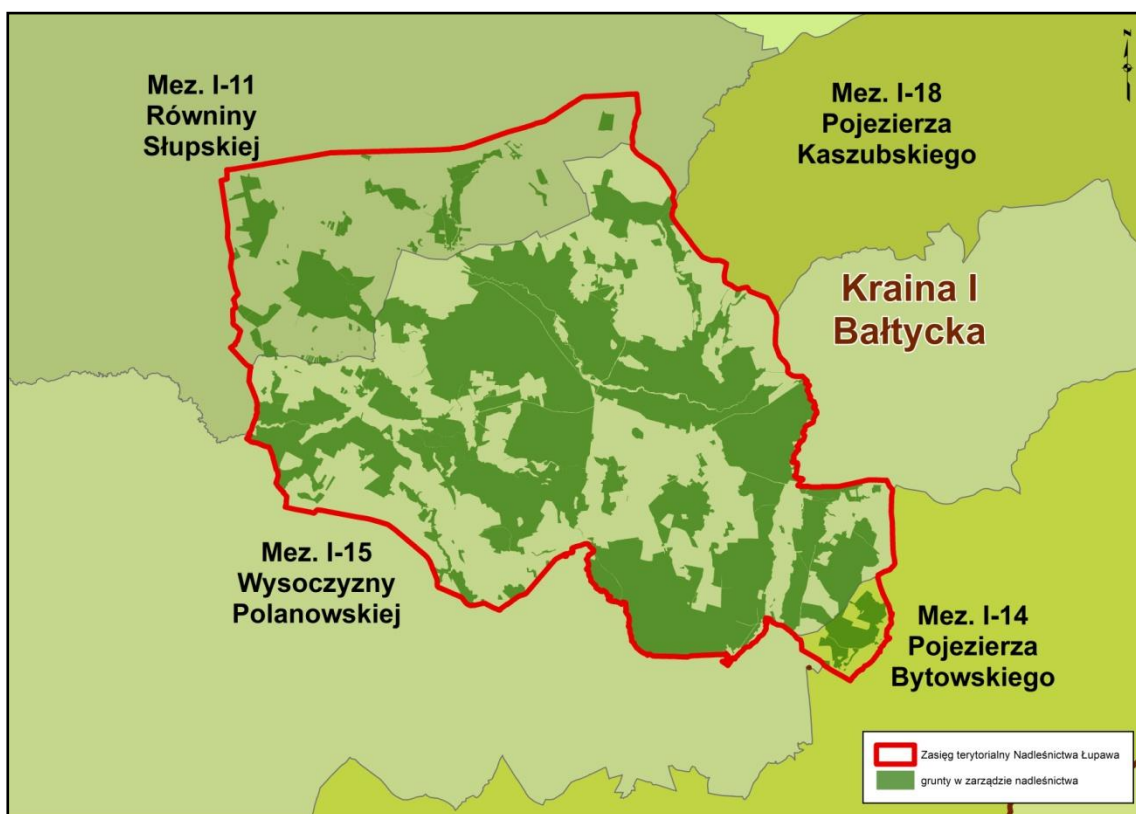 N
Mez. I-11
Równiny
Słupskiej
Mez. I-18
Pojezierza
Kaszubskiego
Kraina I
Bałtycka
Mez. I-15
Wysoczyzny
Polanowskiej
Mez. I-14
Pojezierza
Bytowskiego
Zasięg terytorialny Nadleśnictwa Łupawa
grunty w zarządzie nadleśnictwa